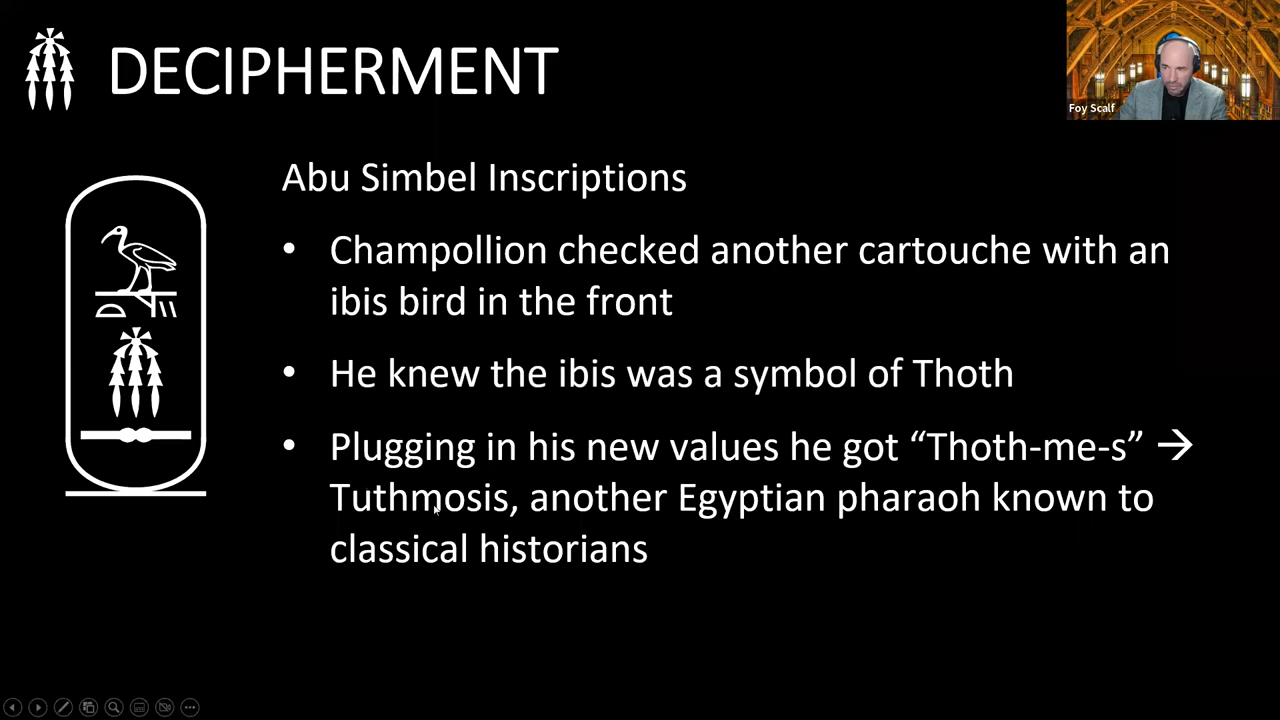 DECIPHERMENT
Foy Scalf
Abu Simbel Inscriptions
• Champollion checked another cartouche with an
ibis bird in the front
• He knew the ibis was a symbol of Thoth
• Plugging in his new values he got “Thoth-me-s” →
Tuthmosis, another Egyptian pharaoh known to
classical historians